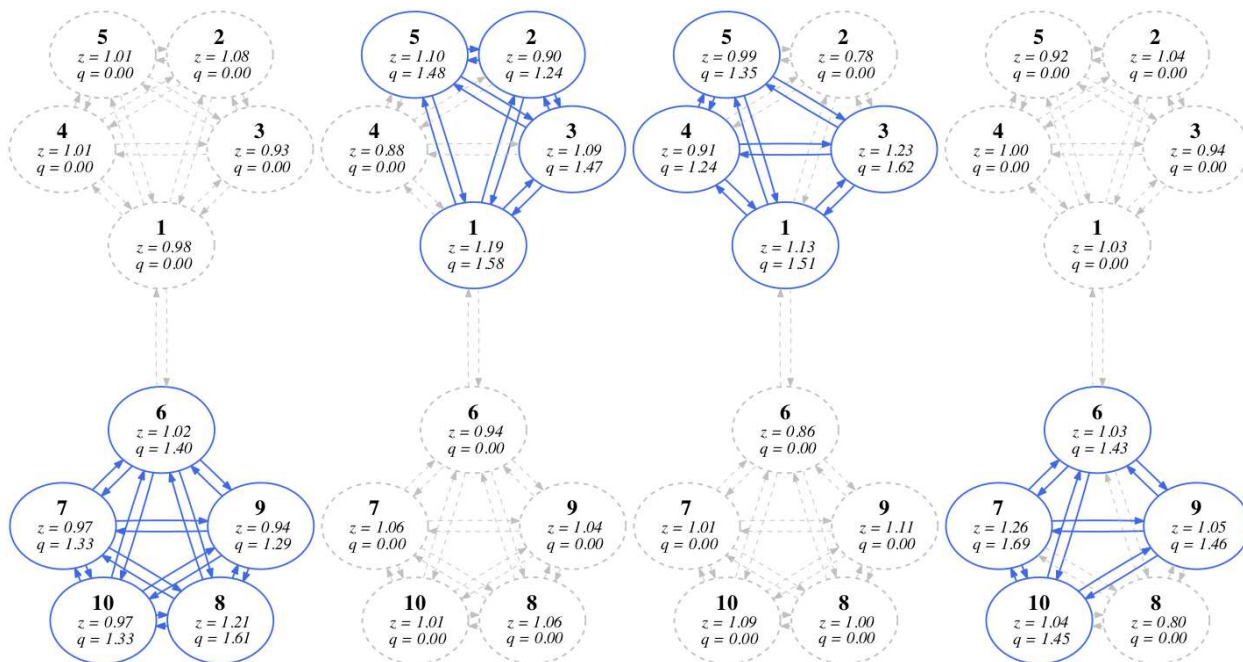 5
z = 1.01
q = 0.00
2
z = 1.08
q = 0.00
4
z = 1.01
q = 0.00
3
z = 0.93
q = 0.00
1
z = 0.98
q = 0.00
6
z = 1.02
q = 1.40
7
z = 0.97
q = 1.33
9
z = 0.94
q = 1.29
10
z = 0.97
q = 1.33
8
z = 1.21
q = 1.61
5
z = 1.10
q = 1.48
2
z = 0.90
q = 1.24
4
z = 0.88
q = 0.00
3
z = 1.09
q = 1.47
1
z = 1.19
q = 1.58
6
z = 0.94
q = 0.00
7
z = 1.06
q = 0.00
9
z = 1.04
q = 0.00
10
z = 1.01
q = 0.00
8
z = 1.06
q = 0.00
5
z = 0.99
q = 1.35
2
z = 0.78
q = 0.00
4
z = 0.91
q = 1.24
3
z = 1.23
q = 1.62
1
z = 1.13
q = 1.51
6
z = 0.86
q = 0.00
7
z = 1.01
q = 0.00
9
z = 1.11
q = 0.00
10
z = 1.09
q = 0.00
8
z = 1.00
q = 0.00
5
z = 0.92
q = 0.00
2
z = 1.04
q = 0.00
4
z = 1.00
q = 0.00
3
z = 0.94
q = 0.00
1
z = 1.03
q = 0.00
6
z = 1.03
q = 1.43
7
z = 1.26
q = 1.69
9
z = 1.05
q = 1.46
10
z = 1.04
q = 1.45
8
z = 0.80
q = 0.00